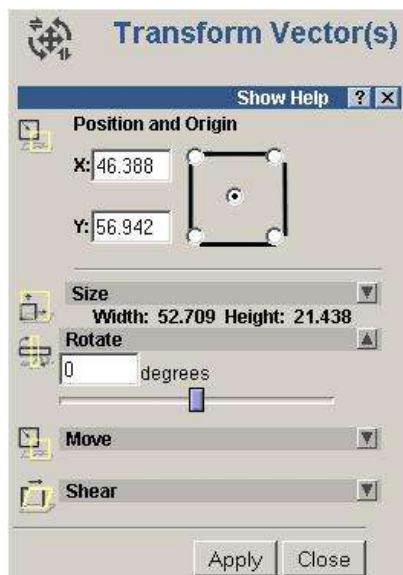 Transform Vector(s)
Show Help ? ×
Position and Origin
X: 46.388
Y: 56.942
Size
Width: 52.709 Height: 21.438
Rotate
0 degrees
Move
Shear
Apply Close